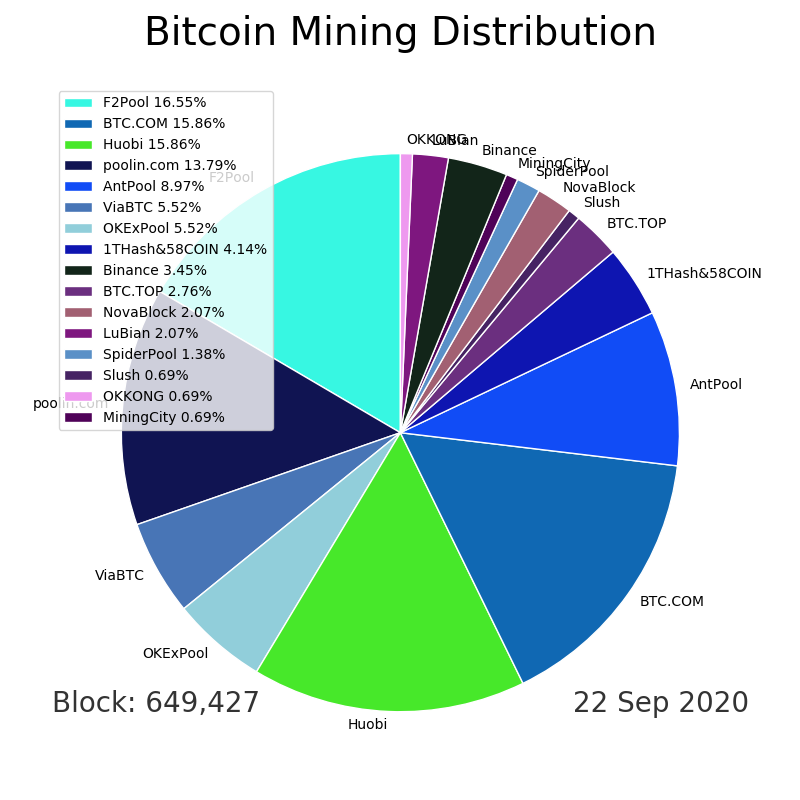 Bitcoin Mining Distribution
F2Pool 16.55%
BTC.COM 15.86%
Huobi 15.86%
poolin.com 13.79%
AntPool 8.97%
ViaBTC 5.52%
OKExPool 5.52%
1THash&58COIN 4.14%
Binance 3.45%
BTC.TOP 2.76%
NovaBlock 2.07%
LuBian 2.07%
SpiderPool 1.38%
Slush 0.69%
OKKONG 0.69%
MiningCity 0.69%
OKKONG
LuBian
Binance
MiningCity
SpiderPool
NovaBlock
Slush
BTC.TOP
1THash&58COIN
AntPool
BTC.COM
Huobi
OKExPool
ViaBTC
poolin.com
F2Pool
Block: 649,427
22 Sep 2020